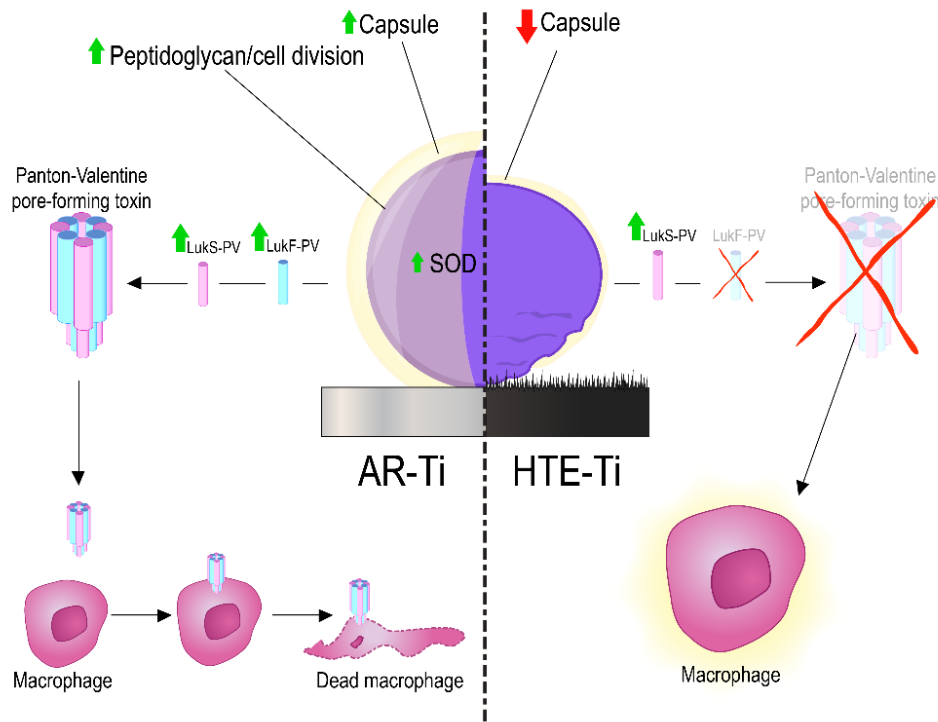 Capsule
Capsule
Peptidoglycan/cell division
Panton-Valentine
pore-forming toxin
Panton-Valentine
pore-forming toxin
LukS-PV
LukF-PV
SOD
LukS-PV
LukF-PV
AR-Ti
HTE-Ti
Macrophage
Dead macrophage
Macrophage